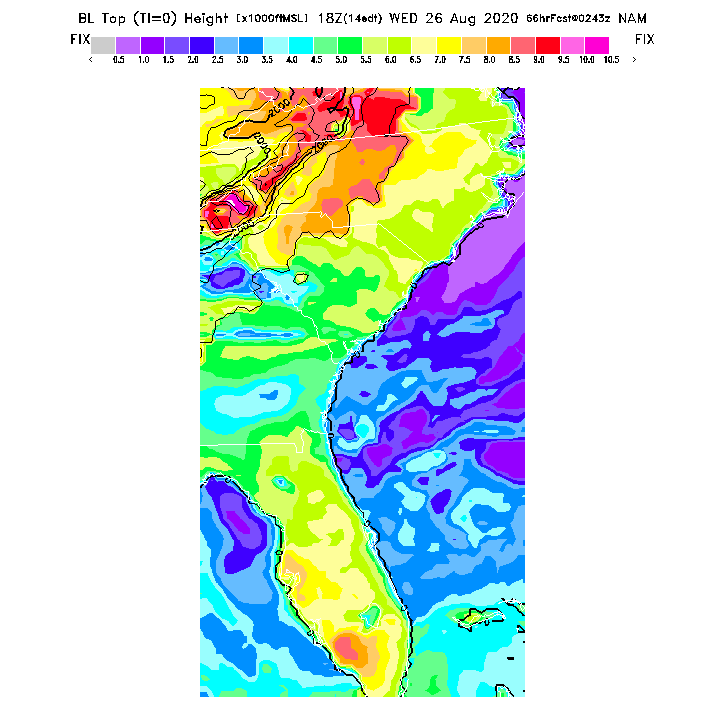 BL Top (TI=0) Height [x1000ftMSL] 18Z(14edt) WED 26 Aug 2020 66hrFcst@0243z NAM
FIX FIX
< 0.5 1.0 1.5 2.0 2.5 3.0 3.5 4.0 4.5 5.0 5.5 6.0 6.5 7.0 7.5 8.0 8.5 9.0 9.5 10.0 10.5 >
2000
2000
2000